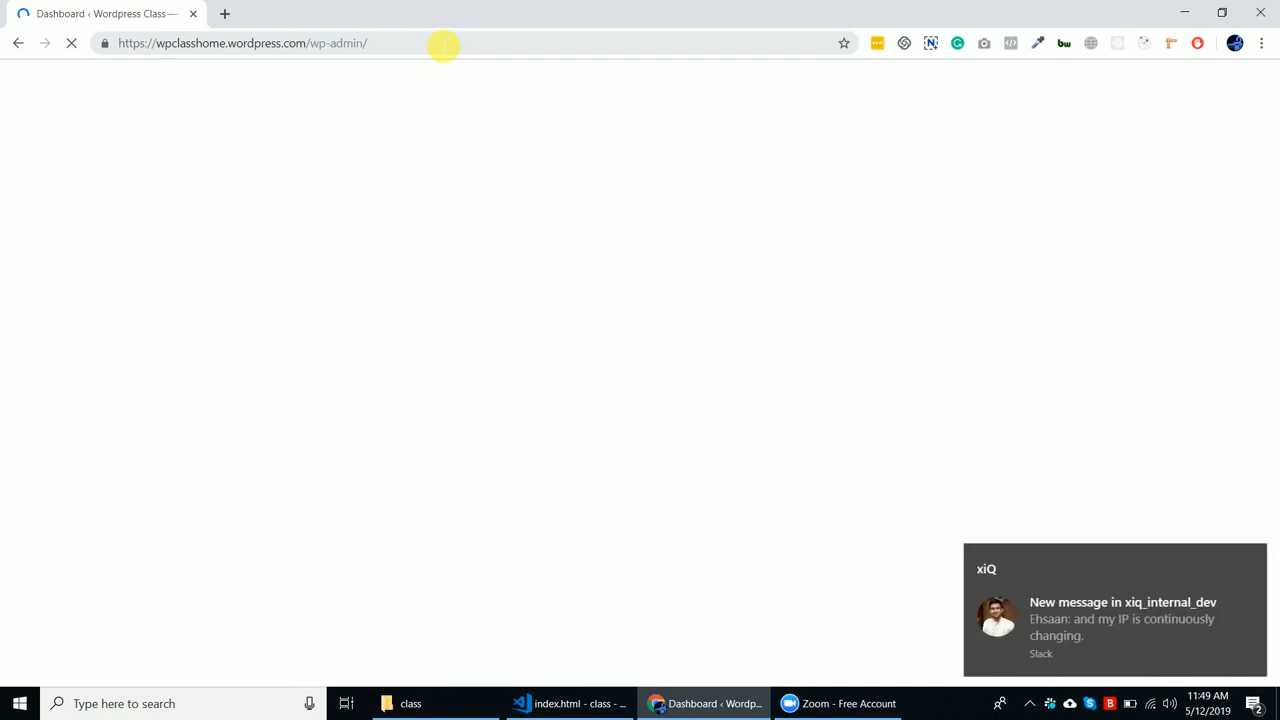 Dashboard ‹ Wordpress Class —
https://wpclasshome.wordpress.com/wp-admin/
N
bw
xiQ
New message in xiq_internal_dev
Ehsaan: and my IP is continuously
changing.
Slack
Type here to search
class
index.html - class - ...
Dashboard ‹ Wordp...
Zoom - Free Account
B
11:49 AM
5/12/2019
2